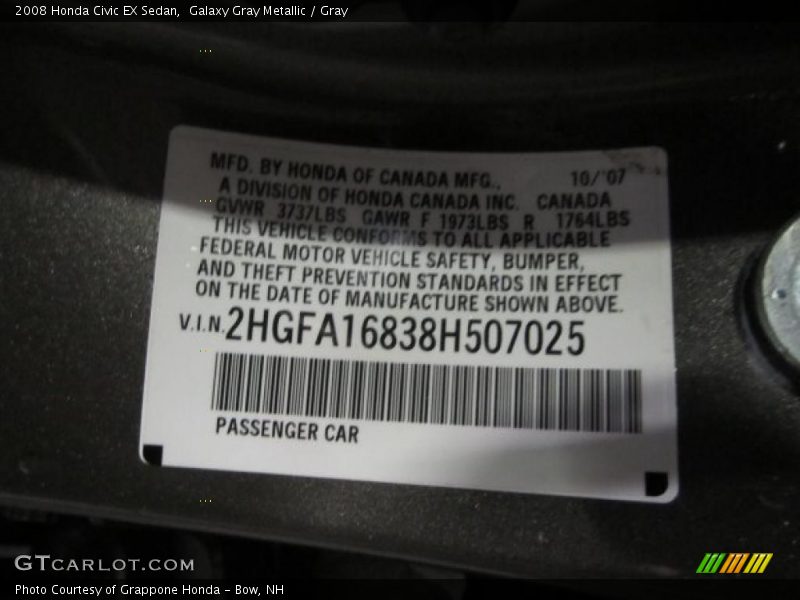 2008 Honda Civic EX Sedan,  Galaxy Gray Metallic / Gray
MFD. BY HONDA OF CANADA MFG., 10/'07
A DIVISION OF HONDA CANADA INC. CANADA
GVWR 3737LBS GAWR F 1973LBS R 1764LBS
THIS VEHICLE CONFORMS TO ALL APPLICABLE
FEDERAL MOTOR VEHICLE SAFETY, BUMPER,
AND THEFT PREVENTION STANDARDS IN EFFECT
ON THE DATE OF MANUFACTURE SHOWN ABOVE.
V.I.N. 2HGFA16838H507025
PASSENGER CAR
GTCARLOT.COM
Photo Courtesy of Grappone Honda - Bow, NH